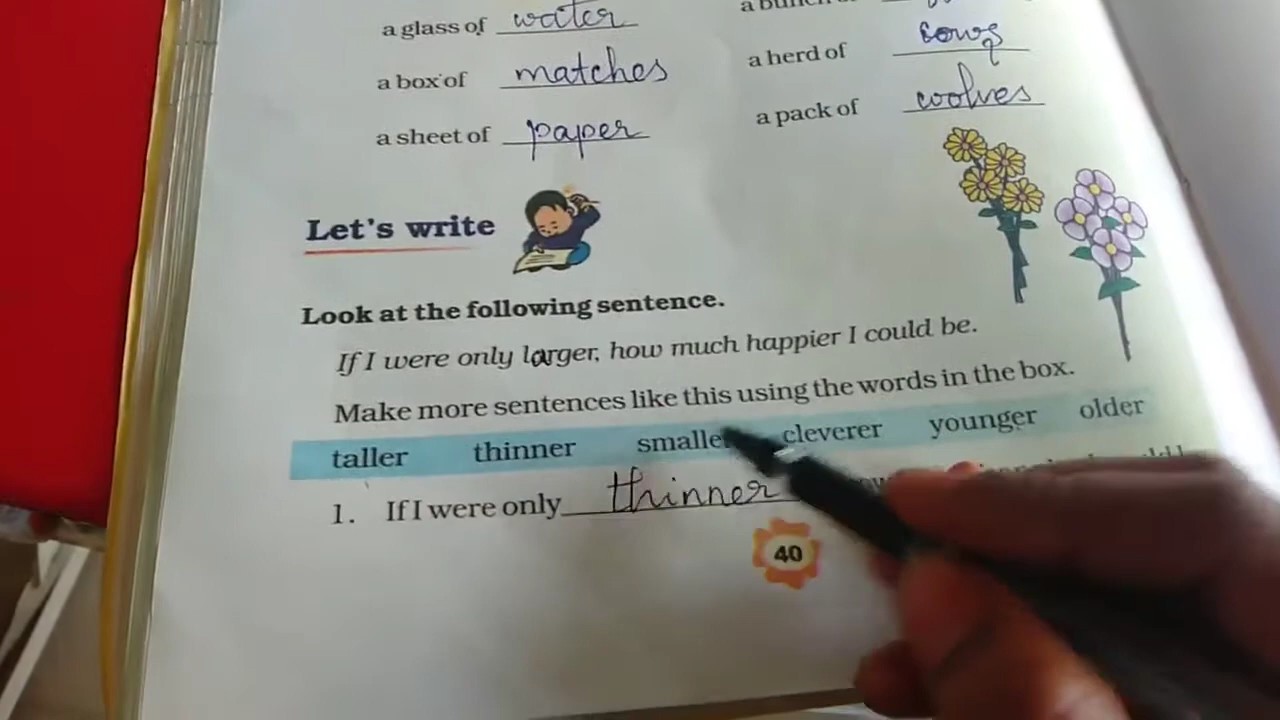 a glass of water
a box of matches
a sheet of paper
a herd of cows
a pack of wolves
Let's write
Look at the following sentence.
If I were only larger, how much happier I could be.
Make more sentences like this using the words in the box.
taller thinner smaller cleverer younger older
1. If I were only thinner
40